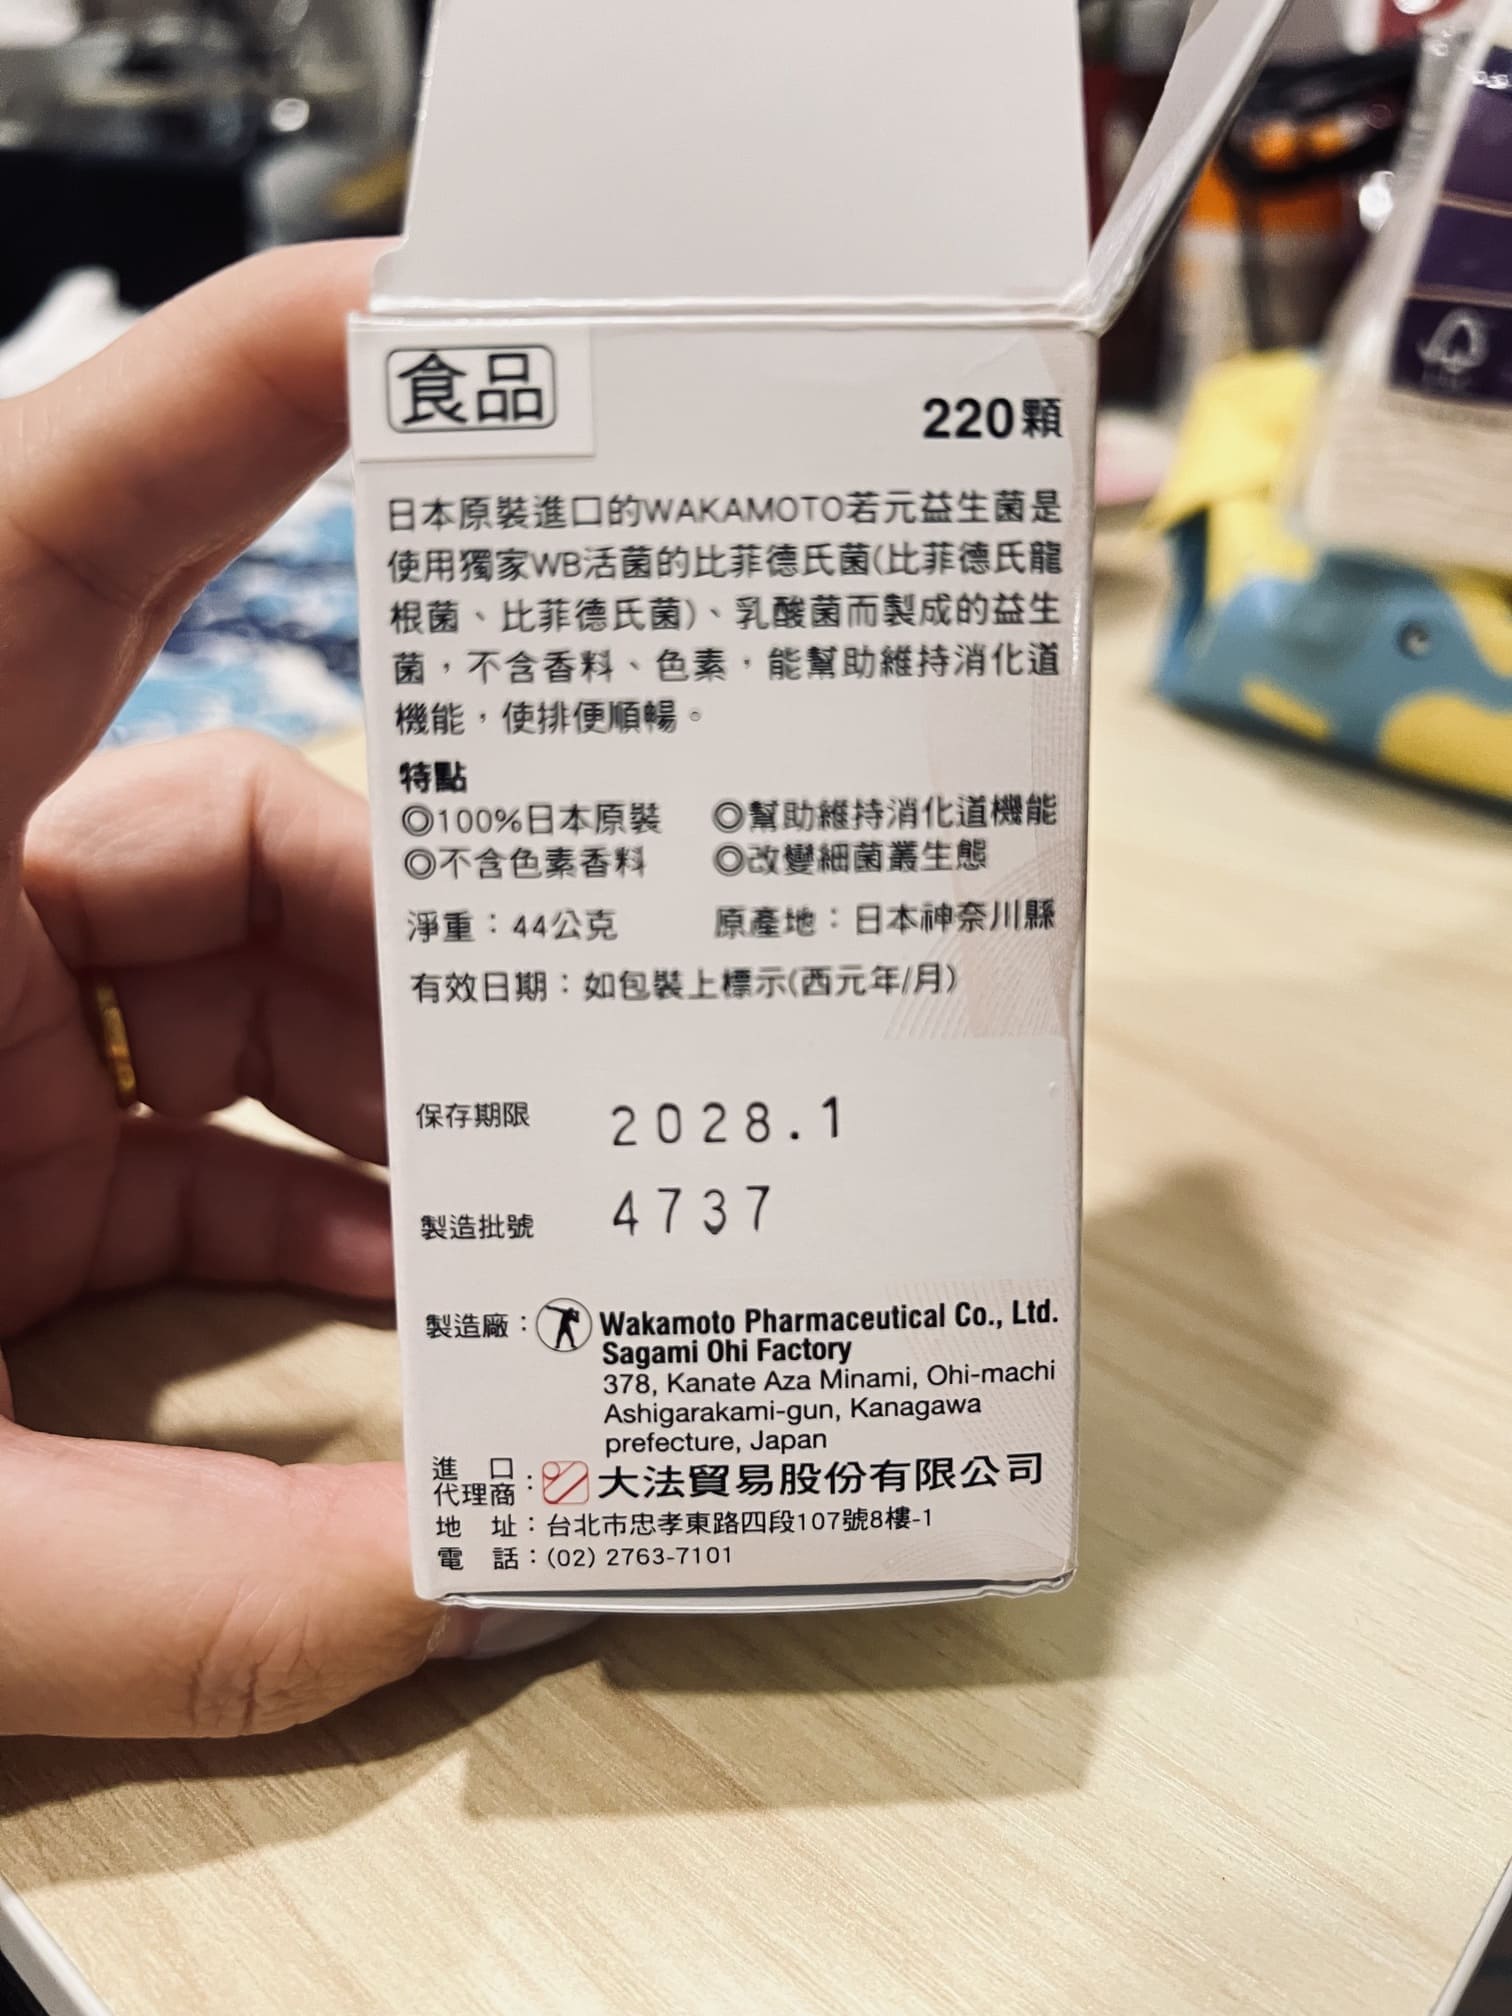 食品
220顆
日本原裝進口的WAKAMOTO若元益生菌是
使用獨家WB活菌的比菲德氏菌(比菲德氏龍
根菌、比菲德氏菌)、乳酸菌而製成的益生
菌，不含香料、色素，能幫助維持消化道
機能，使排便順暢。
特點
◎100%日本原裝 ◎幫助維持消化道機能
◎不含色素香料 ◎改變細菌叢生態
淨重：44公克 原產地：日本神奈川縣
有效日期：如包裝上標示(西元年/月)
保存期限 2028.1
製造批號 4737
製造廠：Wakamoto Pharmaceutical Co., Ltd.
Sagami Ohi Factory
378, Kanate Aza Minami, Ohi-machi
Ashigarakami-gun, Kanagawa
prefecture, Japan
進口代理商：大法貿易股份有限公司
地 址：台北市忠孝東路四段107號8樓-1
電 話：(02) 2763-7101